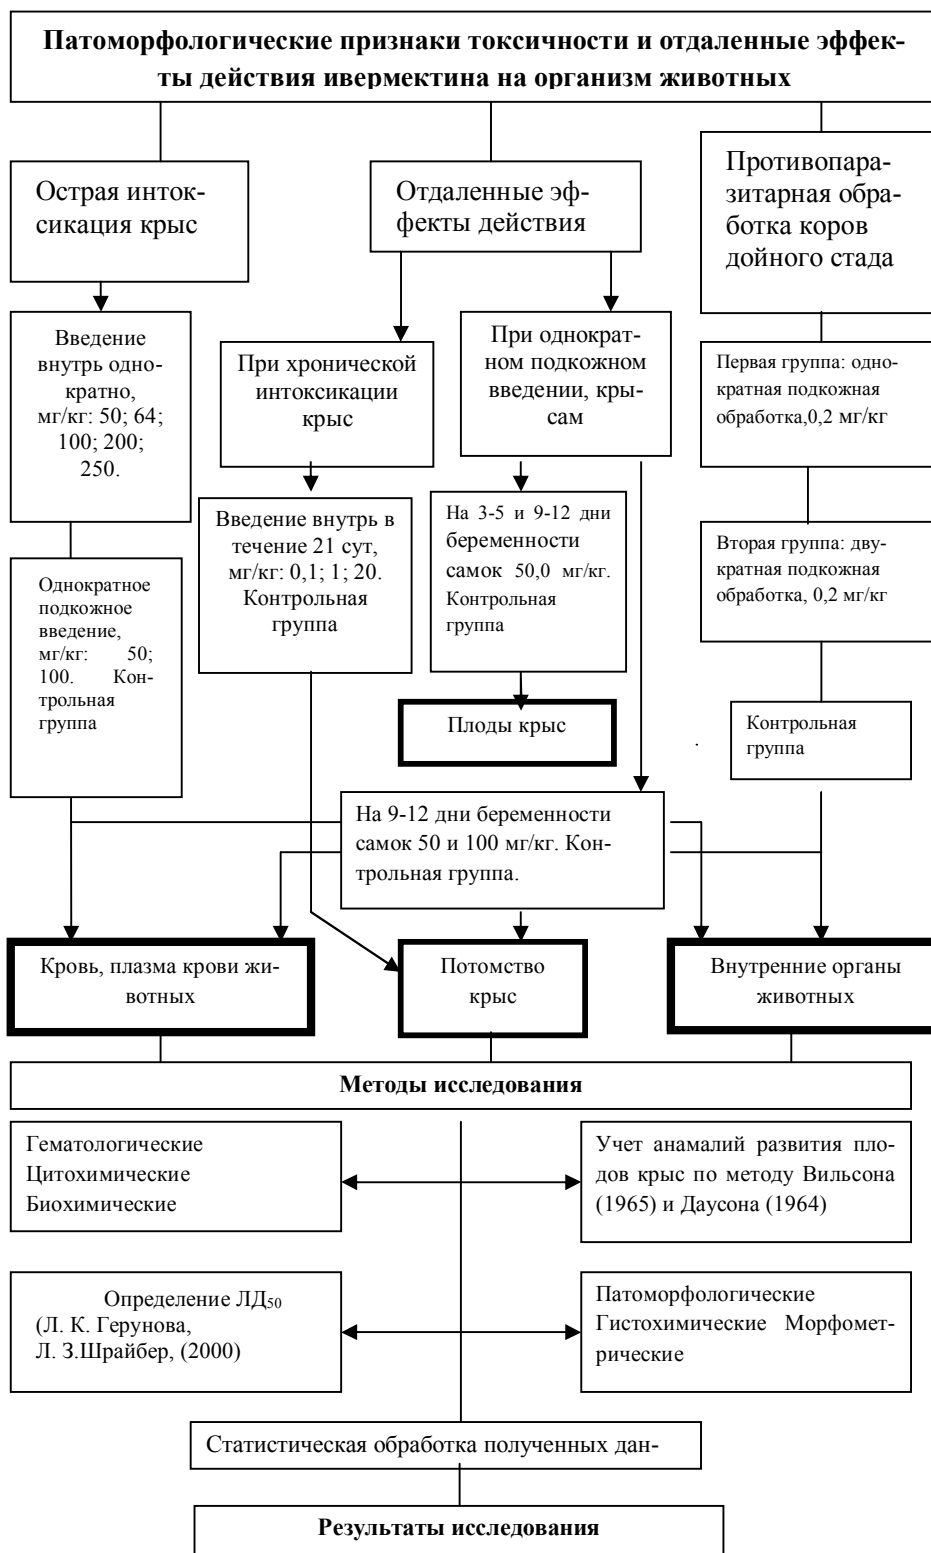 Патоморфологические признаки токсичности и отдаленные эффек-
ты действия ивермектина на организм животных
Острая инток-
сикация крыс
Отдаленные эф-
фекты действия
Противопара-
зитарная обра-
ботка коров
дойного стада
Введение
внутрь одно-
кратно,
мг/кг: 50; 64;
100; 200;
250.
При хронической
интоксикации
крыс
При однократ-
ном подкожном
введении, кры-
сам
Первая группа: одно-
кратная подкожная
обработка,0,2 мг/кг
Однократное
подкожное
введение,
мг/кг: 50;
100. Кон-
трольная
группа
Введение внутрь в
течение 21 сут,
мг/кг: 0,1; 1; 20.
Контрольная
группа
На 3-5 и 9-12 дни
беременности
самок 50,0 мг/кг.
Контрольная
группа
Вторая группа: дву-
кратная подкожная
обработка, 0,2 мг/кг
Плоды крыс
Контрольная
группа
.
На 9-12 дни беременности
самок 50 и 100 мг/кг. Кон-
трольная группа.
Кровь, плазма крови жи-
вотных
Потомство
крыс
Внутренние органы
животных
Методы исследования
Гематологические
Цитохимические
Биохимические
Учет анамалий развития пло-
дов крыс по методу Вильсона
(1965) и Даусона (1964)
Определение ЛД₅₀
(Л. К. Герунова,
Л. З.Шрайбер, (2000)
Патоморфологические
Гистохимические Морфомет-
рические
Статистическая обработка полученных дан-
Результаты исследования